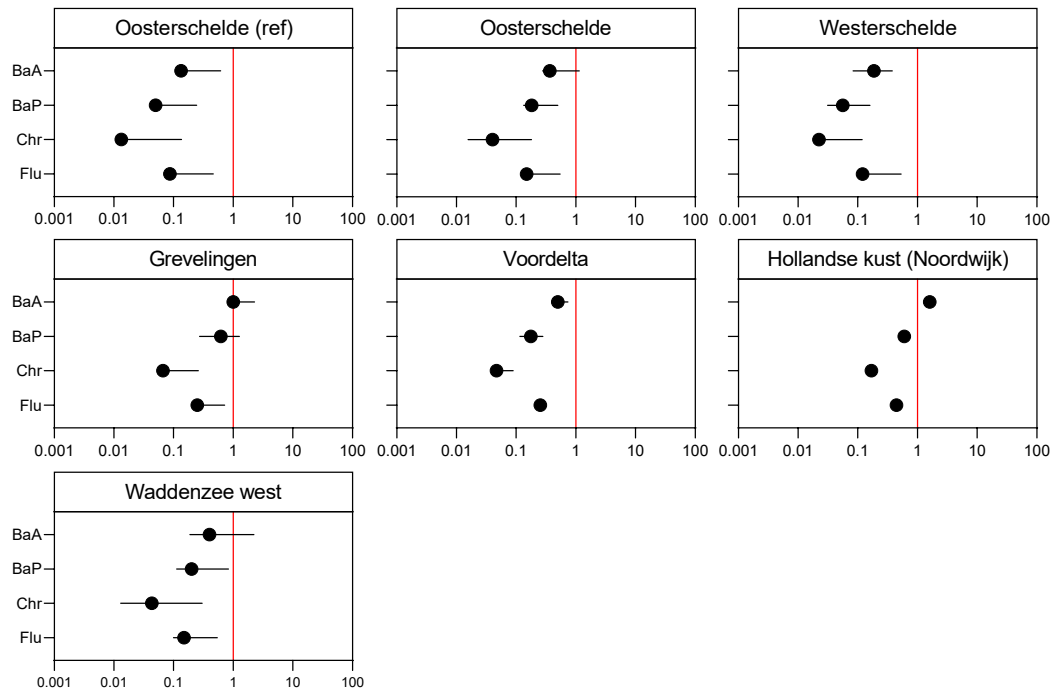 Oosterschelde (ref) Oosterschelde Westerschelde
BaA
BaP
Chr
Flu
0.001 0.01 0.1 1 10 100 0.001 0.01 0.1 1 10 100 0.001 0.01 0.1 1 10 100
Grevelingen Voordelta Hollandse kust (Noordwijk)
BaA
BaP
Chr
Flu
0.001 0.01 0.1 1 10 100 0.001 0.01 0.1 1 10 100 0.001 0.01 0.1 1 10 100
Waddenzee west
BaA
BaP
Chr
Flu
0.001 0.01 0.1 1 10 100